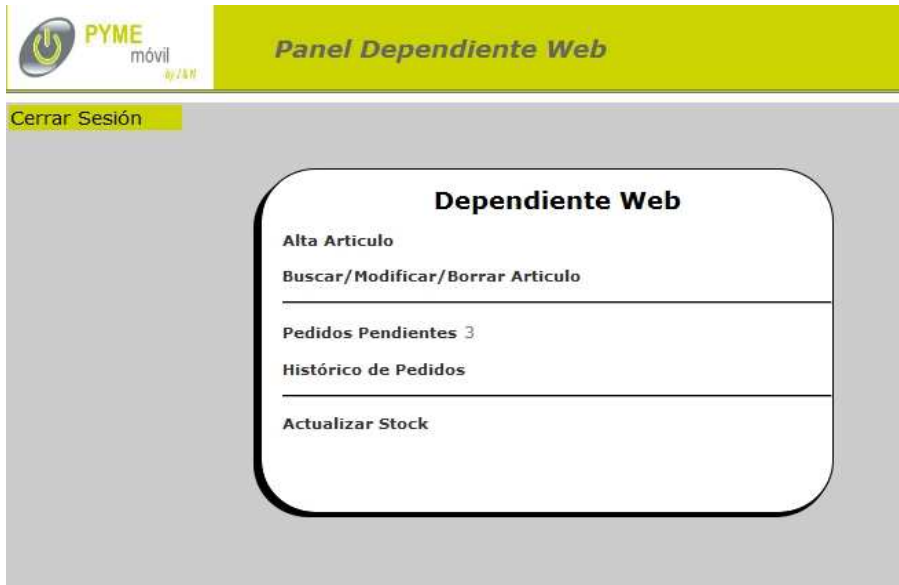 PYME
móvil
by J&N
Panel Dependiente Web
Cerrar Sesión
Dependiente Web
Alta Articulo
Buscar/Modificar/Borrar Articulo
Pedidos Pendientes 3
Histórico de Pedidos
Actualizar Stock